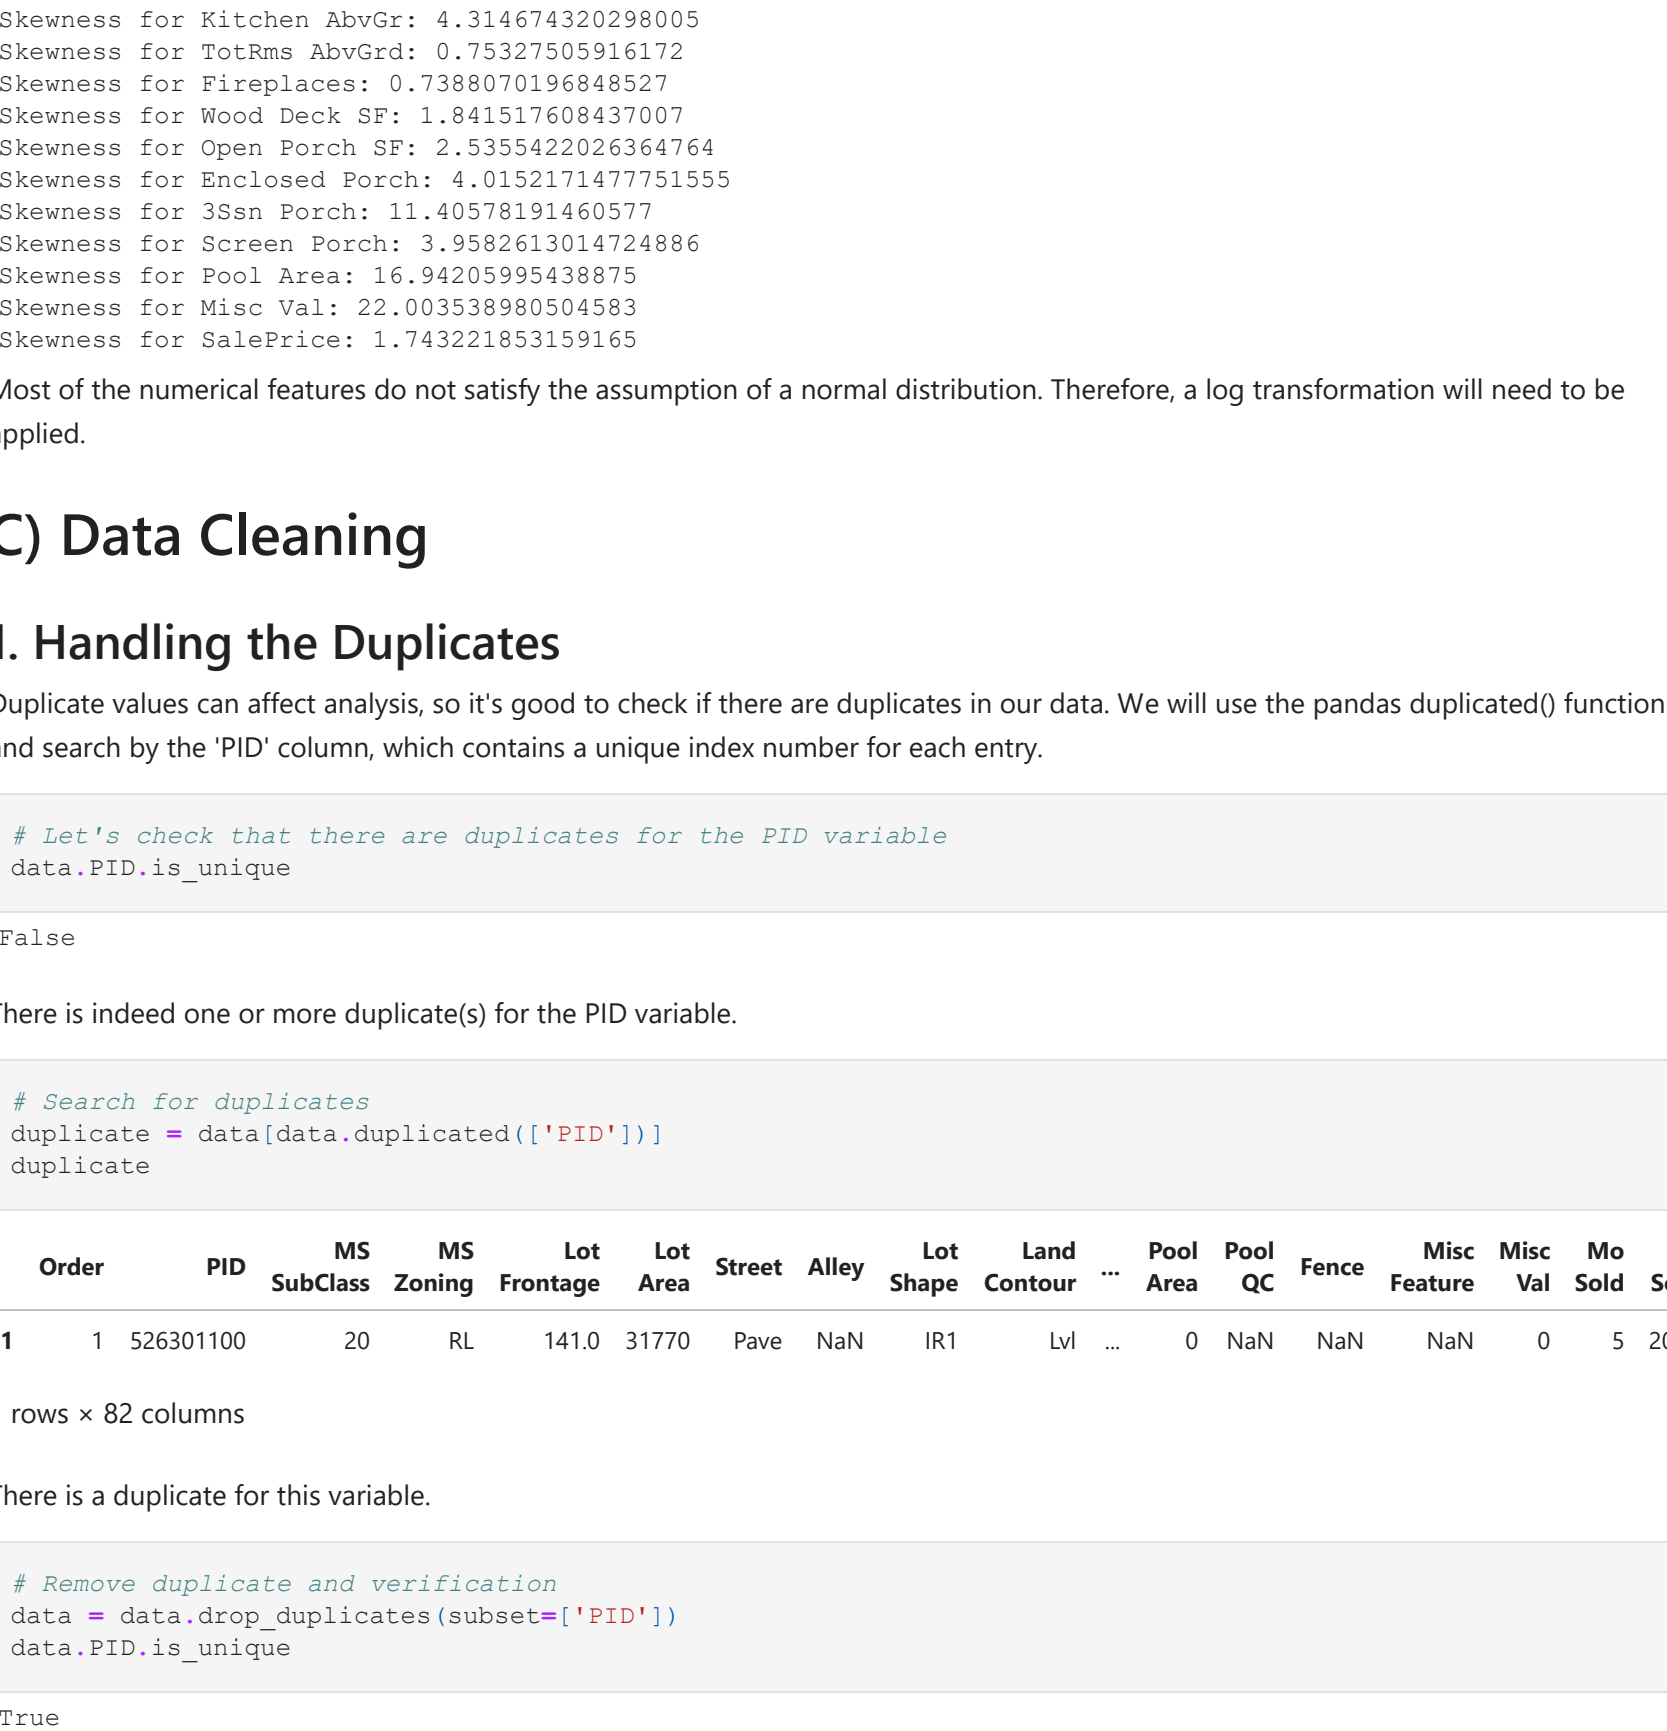 Skewness for Kitchen AbvGr: 4.314674320298005
Skewness for TotRms AbvGrd: 0.75327505916172
Skewness for Fireplaces: 0.7388070196848527
Skewness for Wood Deck SF: 1.841517608437007
Skewness for Open Porch SF: 2.5355422026364764
Skewness for Enclosed Porch: 4.0152171477751555
Skewness for 3Ssn Porch: 11.40578191460577
Skewness for Screen Porch: 3.9582613014724886
Skewness for Pool Area: 16.94205995438875
Skewness for Misc Val: 22.003538980504583
Skewness for SalePrice: 1.743221853159165
Most of the numerical features do not satisfy the assumption of a normal distribution. Therefore, a log transformation will need to be
applied.
C) Data Cleaning
. Handling the Duplicates
Duplicate values can affect analysis, so it's good to check if there are duplicates in our data. We will use the pandas duplicated() function
and search by the 'PID' column, which contains a unique index number for each entry.
# Let's check that there are duplicates for the PID variable
data.PID.is_unique
False
There is indeed one or more duplicate(s) for the PID variable.
# Search for duplicates
duplicate = data[data.duplicated(['PID'])]
duplicate
Order PID MS SubClass MS Zoning Lot Frontage Lot Area Street Alley Lot Shape Land Contour ... Pool Area Pool QC Fence Misc Feature Misc Val Mo Sold
1 1 526301100 20 RL 141.0 31770 Pave NaN IR1 Lvl ... 0 NaN NaN NaN 0 5
rows × 82 columns
There is a duplicate for this variable.
# Remove duplicate and verification
data = data.drop_duplicates(subset=['PID'])
data.PID.is_unique
True